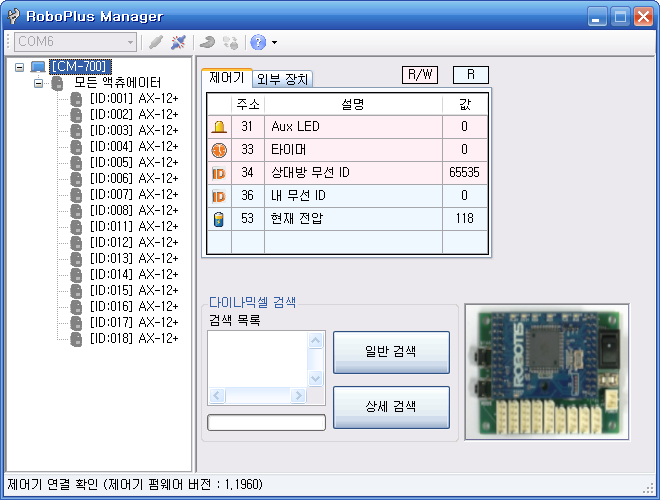 RoboPlus Manager
COM6
[CM-700]
모든 액츄에이터
[ID:001] AX-12+
[ID:002] AX-12+
[ID:003] AX-12+
[ID:004] AX-12+
[ID:005] AX-12+
[ID:006] AX-12+
[ID:007] AX-12+
[ID:008] AX-12+
[ID:011] AX-12+
[ID:012] AX-12+
[ID:013] AX-12+
[ID:014] AX-12+
[ID:015] AX-12+
[ID:016] AX-12+
[ID:017] AX-12+
[ID:018] AX-12+
제어기 외부 장치 R/W R
주소 설명 값
31 Aux LED 0
33 타이머 0
ID 34 상대방 무선 ID 65535
ID 36 내 무선 ID 0
53 현재 전압 118
다이나믹셀 검색
검색 목록
일반 검색
상세 검색
ROBOTIS
제어기 연결 확인 (제어기 펌웨어 버전 : 1.1960)